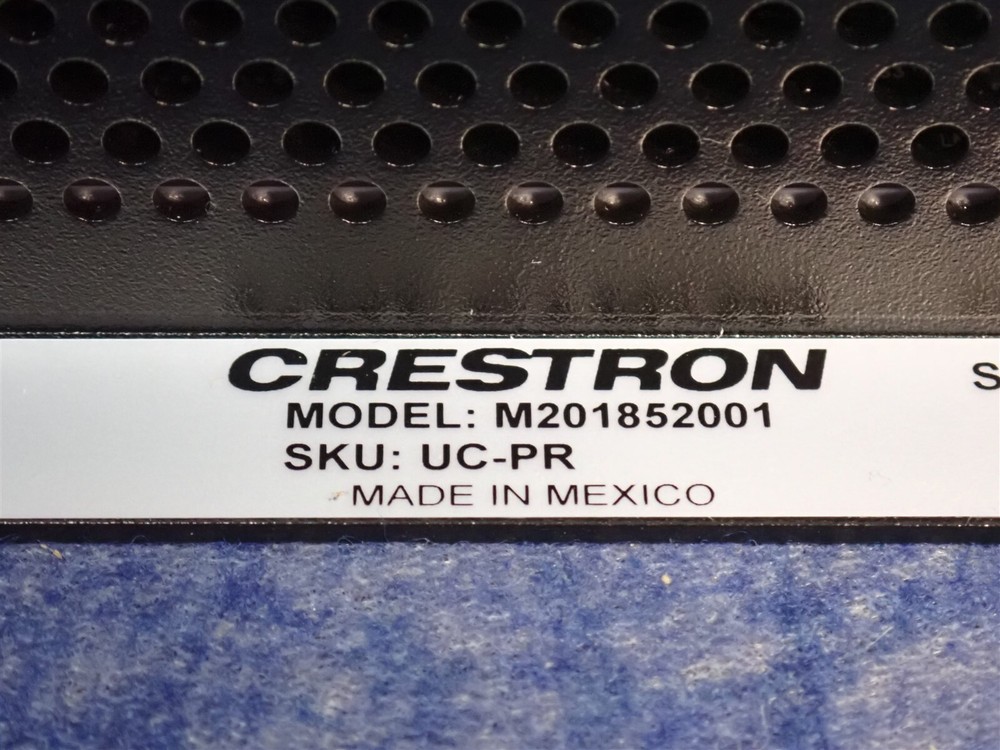 CRESTRON
MODEL: M201852001
SKU: UC-PR
MADE IN MEXICO
S